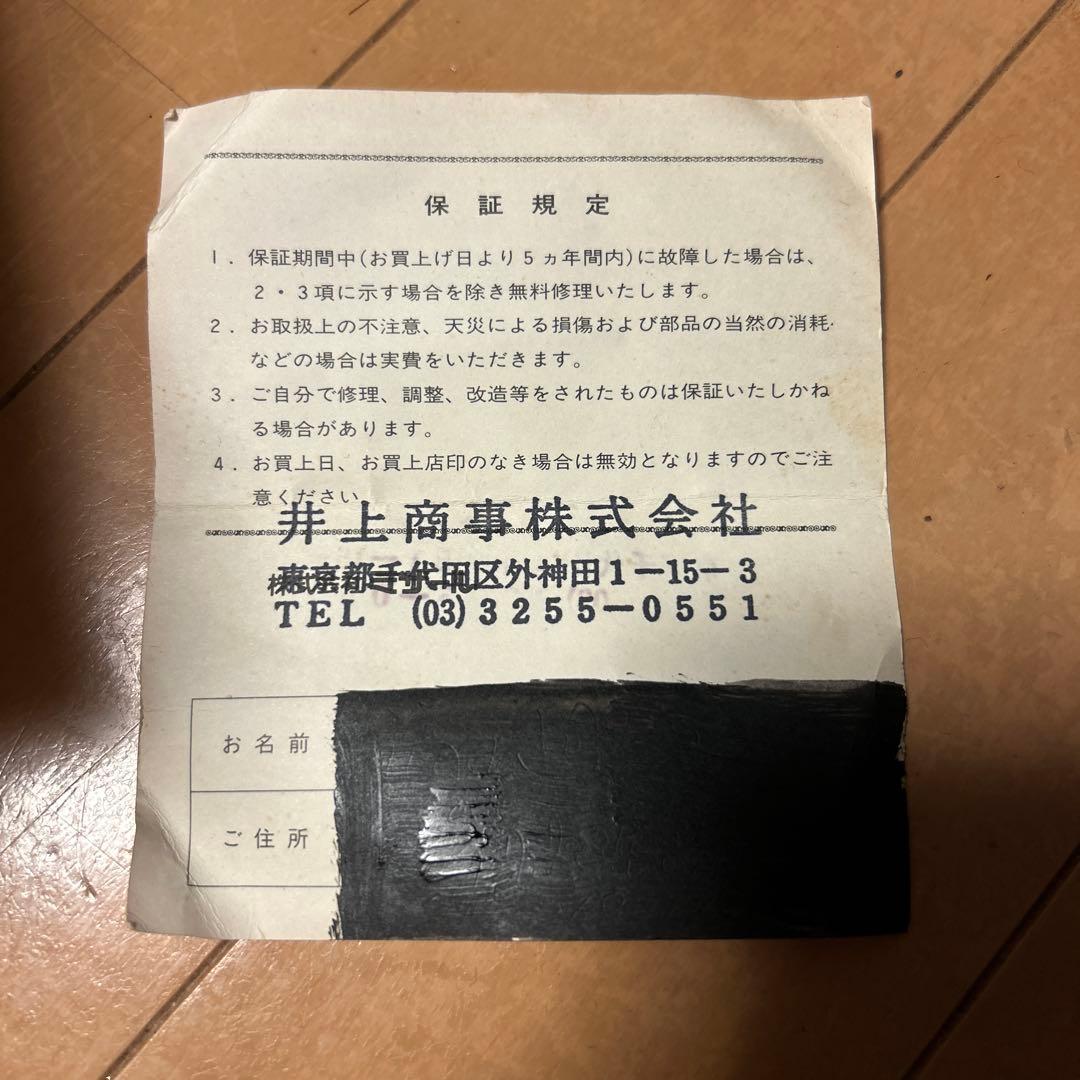 保証規定
1．保証期間中(お買上げ日より5ヵ年間内)に故障した場合は、
2・3項に示す場合を除き無料修理いたします。
2．お取扱上の不注意、天災による損傷および部品の当然の消耗
などの場合は実費をいただきます。
3．ご自分で修理、調整、改造等をされたものは保証いたしかね
る場合があります。
4．お買上日、お買上店印のなき場合は無効となりますのでご注
意ください
井上商事株式会社
東京都千代田区外神田1－15－3
TEL (03)3255－0551
お名前
ご住所